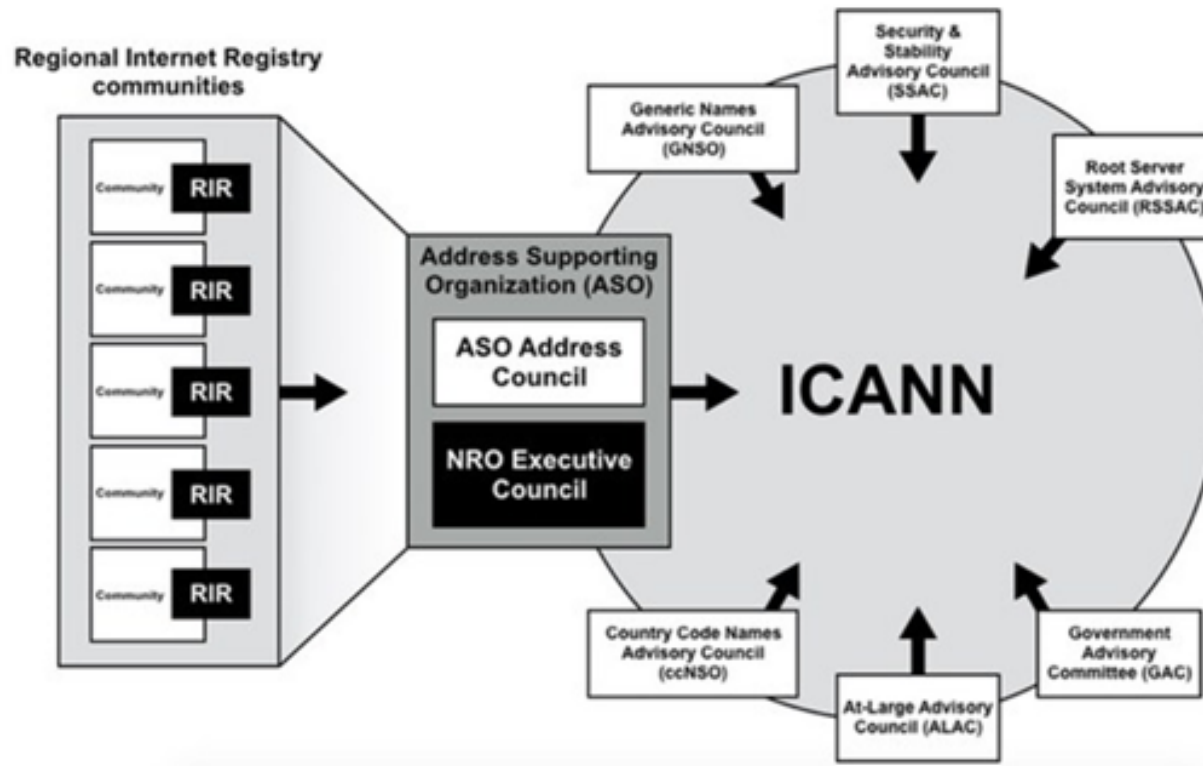 Regional Internet Registry
communities
Community
RIR
Community
RIR
Community
RIR
Community
RIR
Community
RIR
Address Supporting
Organization (ASO)
ASO Address
Council
NRO Executive
Council
ICANN
Generic Names
Advisory Council
(GNSO)
Security &
Stability
Advisory Council
(SSAC)
Root Server
System Advisory
Council (RSSAC)
Country Code Names
Advisory Council
(ccNSO)
At-Large Advisory
Council (ALAC)
Government
Advisory
Committee (GAC)